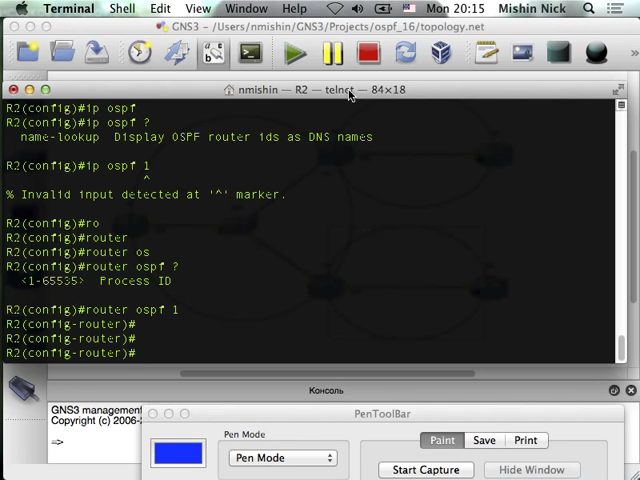 Terminal Shell Edit View Window Help Mon 20:15 Mishin Nick
GNS3 — /Users/nmishin/GNS3/Projects/ospf_16/topology.net
nmishin — R2 — telnet — 84×18
R2(config)#ip ospf
R2(config)#ip ospf ?
name-lookup Display OSPF router ids as DNS names
R2(config)#ip ospf 1
^
% Invalid input detected at '^' marker.
R2(config)#ro
R2(config)#router
R2(config)#router os
R2(config)#router ospf ?
<1-65535> Process ID
R2(config)#router ospf 1
R2(config-router)#
R2(config-router)#
R2(config-router)#
Консоль
GNS3 management
Copyright (c) 2006-
=>
PenToolBar
Pen Mode
Pen Mode
Paint Save Print
Start Capture Hide Window